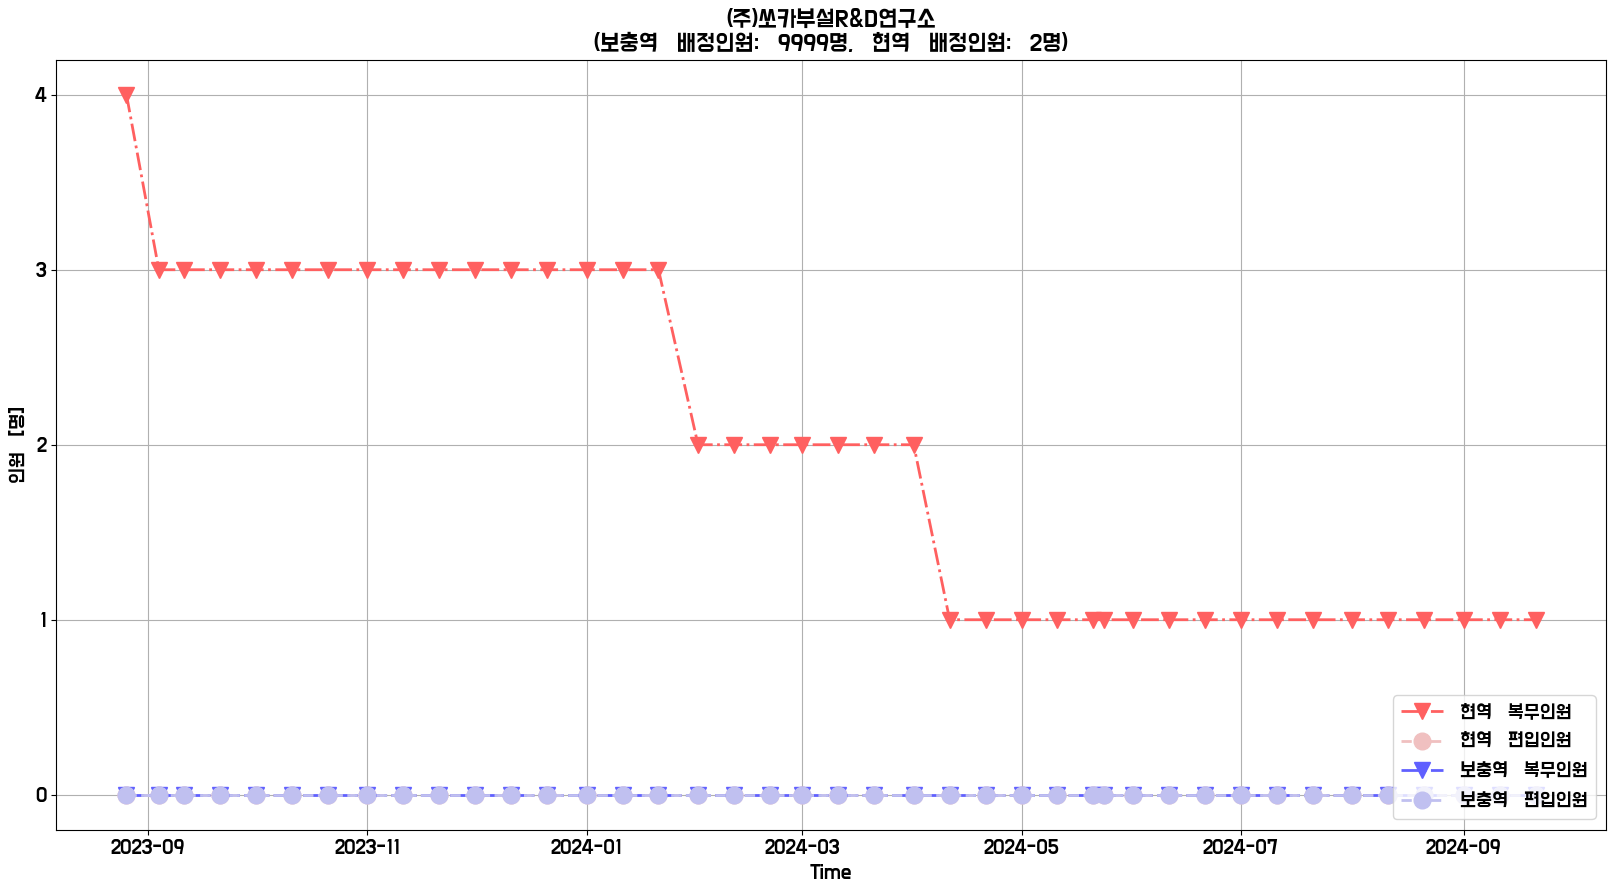 (주)쏘카부설R&D연구소
(보충역 배정인원: 9999명, 현역 배정인원: 2명)
4
3
2
1
0
인원 [명]
2023-09 2023-11 2024-01 2024-03 2024-05 2024-07 2024-09
Time
현역 복무인원
현역 편입인원
보충역 복무인원
보충역 편입인원